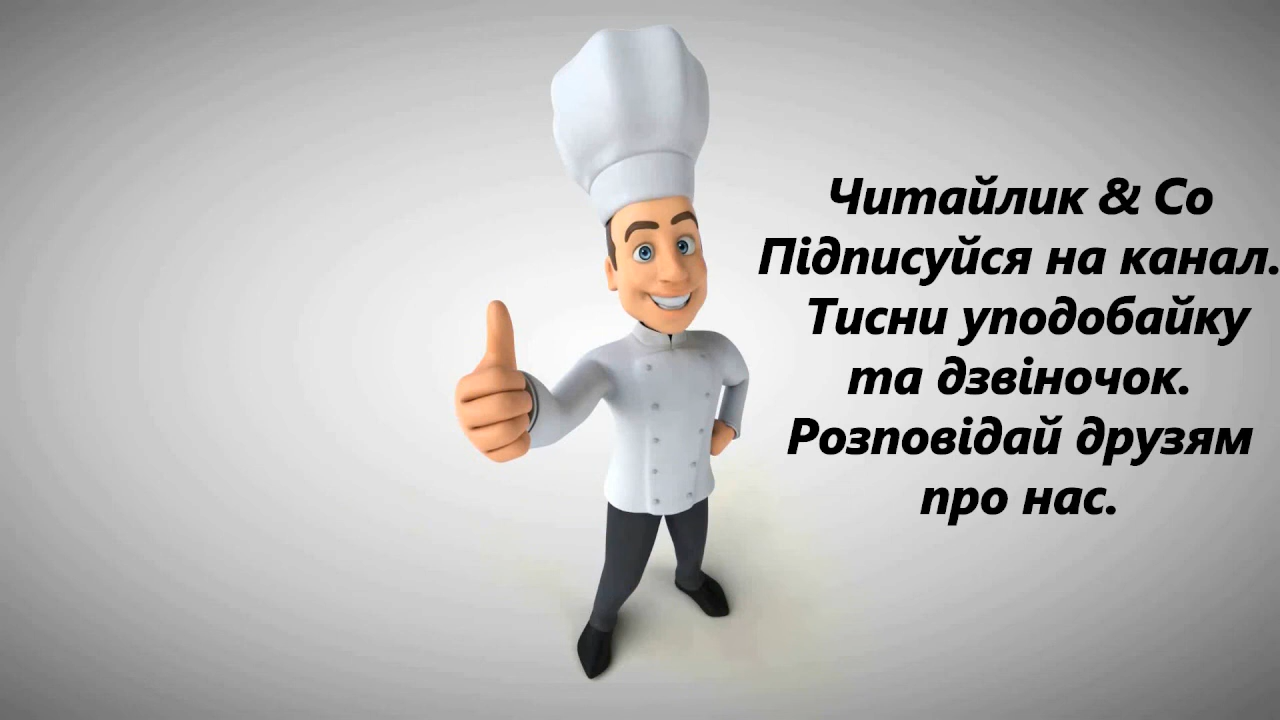 Читайлик & Co
Підписуйся на канал.
Тисни уподобайку
та дзвіночок.
Розповідай друзям
про нас.